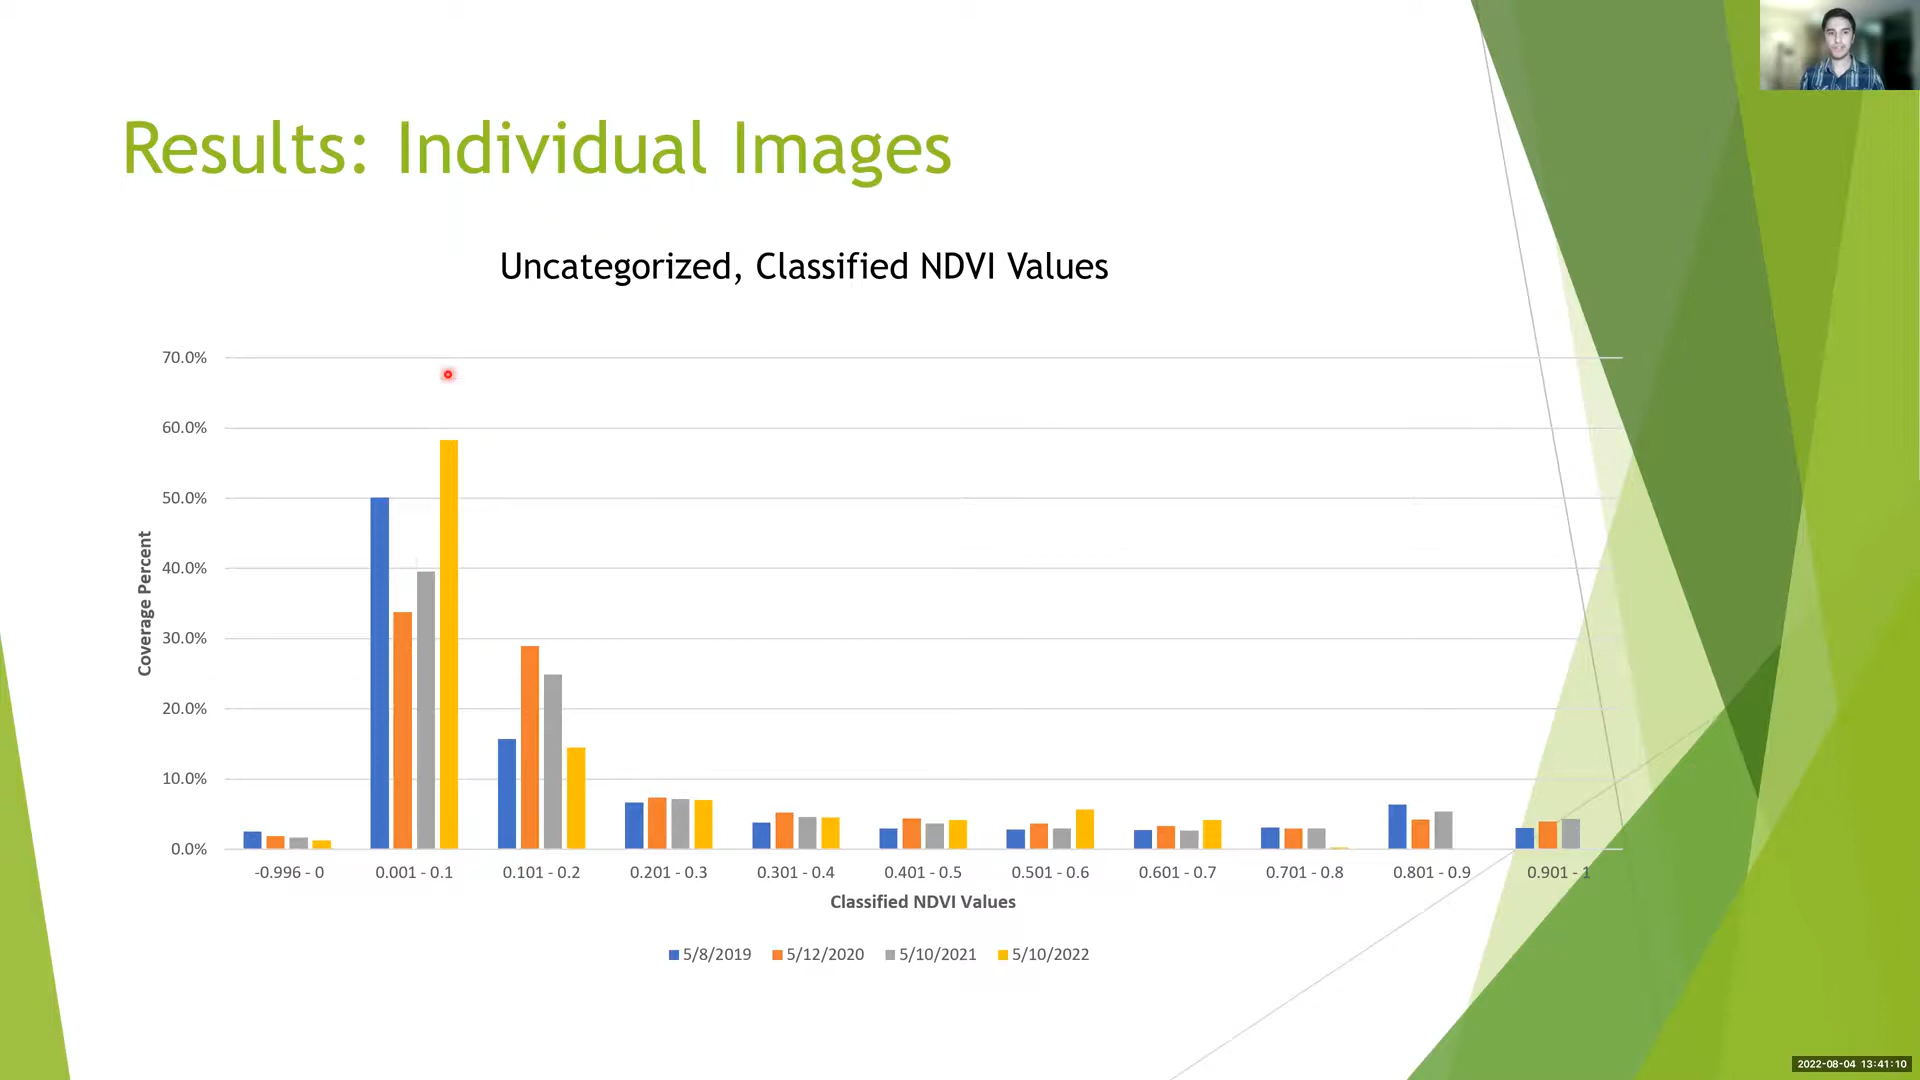 Results: Individual Images
Uncategorized, Classified NDVI Values
70.0%
60.0%
50.0%
40.0%
30.0%
20.0%
10.0%
0.0%
Coverage Percent
-0.996 - 0 0.001 - 0.1 0.101 - 0.2 0.201 - 0.3 0.301 - 0.4 0.401 - 0.5 0.501 - 0.6 0.601 - 0.7 0.701 - 0.8 0.801 - 0.9 0.901 - 1
Classified NDVI Values
5/8/2019 5/12/2020 5/10/2021 5/10/2022
2022-08-04 13:41:10